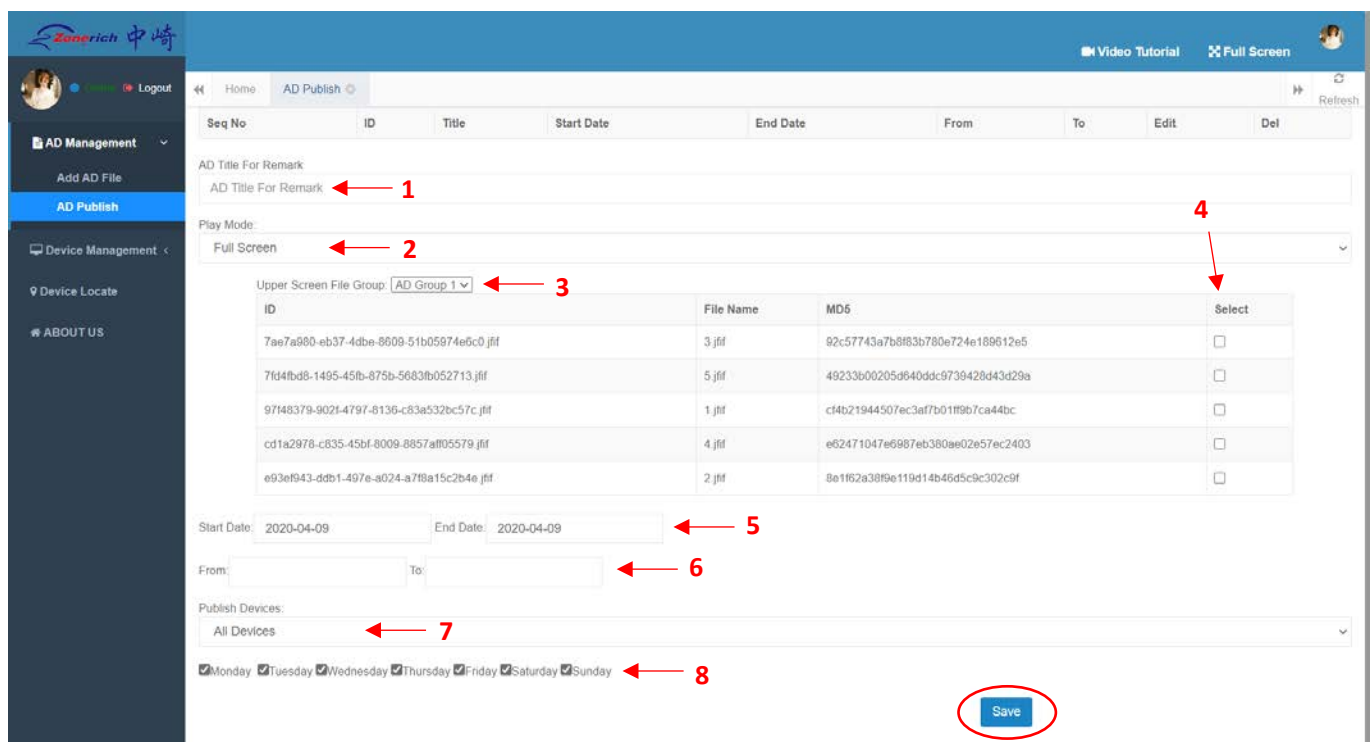 Zonerich 中崎
Video Tutorial Full Screen
Logout
Home AD Publish
Refresh
Seq No ID Title Start Date End Date From To Edit Del
AD Management
Add AD File
AD Publish
Device Management
Device Locate
ABOUT US
AD Title For Remark
AD Title For Remark 1
Play Mode:
Full Screen 2
4
Upper Screen File Group: AD Group 1 3
ID File Name MD5 Select
7ae7a980-eb37-4dbe-8609-51b05974e6c0.jfif 3.jfif 92c57743a7b8f83b780e724e189612e5
7fd4fbd8-1495-45fb-875b-5683fb052713.jfif 5.jfif 49233b00205d640ddc9739428d43d29a
97f48379-902f-4797-8136-c83a532bc57c.jfif 1.jfif cf4b21944507ec3af7b01ff9b7ca44bc
cd1a2978-c835-45bf-8009-8857aff05579.jfif 4.jfif e62471047e6987eb380ae02e57ec2403
e93ef943-ddb1-497e-a024-a7f8a15c2b4e.jfif 2.jfif 8e1f62a38f9e119d14b46d5c9c302c9f
Start Date: 2020-04-09 End Date: 2020-04-09 5
From: To: 6
Publish Devices:
All Devices 7
Monday Tuesday Wednesday Thursday Friday Saturday Sunday 8
Save